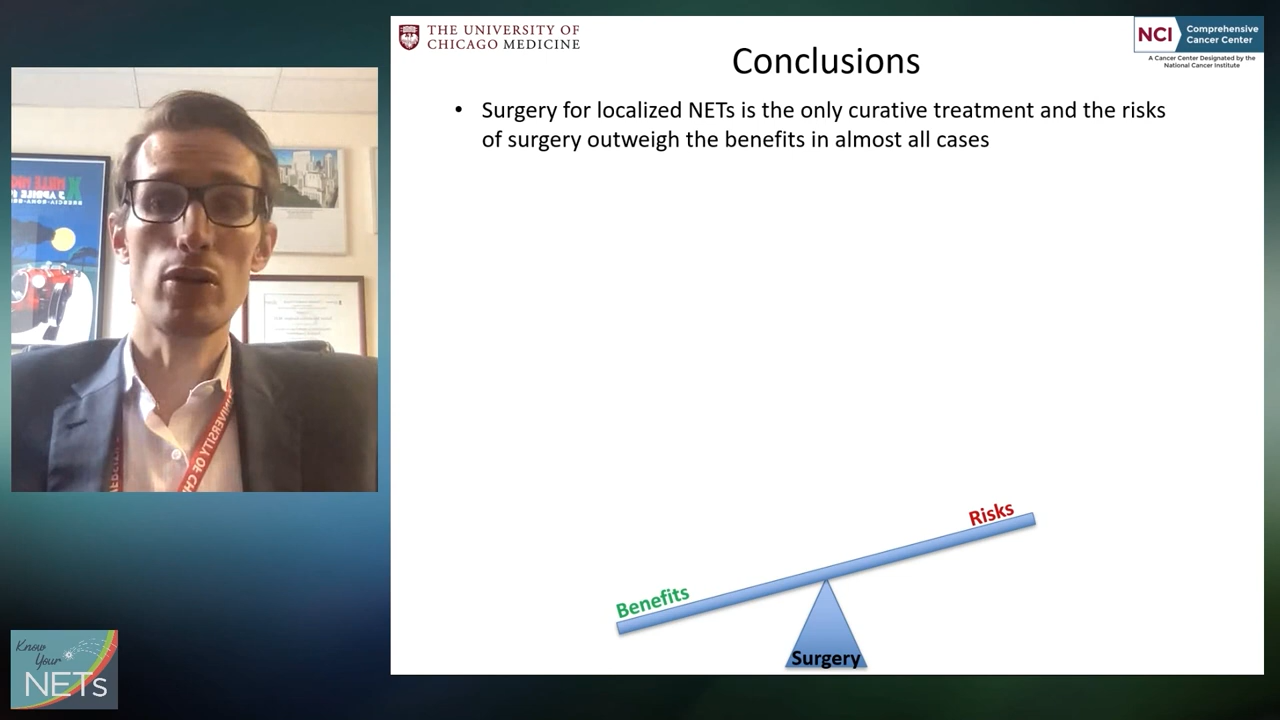 THE UNIVERSITY OF
CHICAGO MEDICINE
NCI
Comprehensive
Cancer Center
A Cancer Center Designated by the
National Cancer Institute
Conclusions
• Surgery for localized NETs is the only curative treatment and the risks
of surgery outweigh the benefits in almost all cases
Risks
Benefits
Surgery
Know
Your
NETs